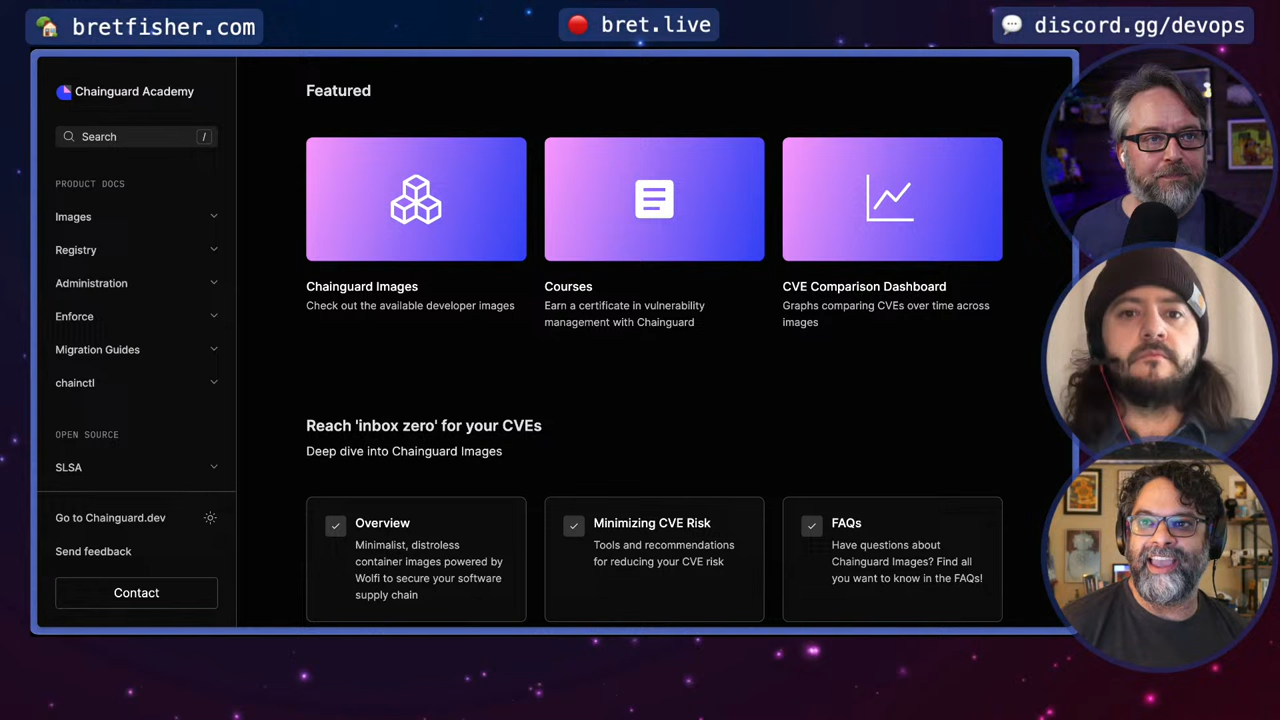 bretfisher.com
bret.live
discord.gg/devops
Chainguard Academy
Search
/
PRODUCT DOCS
Images
Registry
Administration
Enforce
Migration Guides
chainctl
OPEN SOURCE
SLSA
Go to Chainguard.dev
Send feedback
Contact
Featured
Chainguard Images
Check out the available developer images
Courses
Earn a certificate in vulnerability
management with Chainguard
CVE Comparison Dashboard
Graphs comparing CVEs over time across
images
Reach 'inbox zero' for your CVEs
Deep dive into Chainguard Images
Overview
Minimalist, distroless
container images powered by
Wolfi to secure your software
supply chain
Minimizing CVE Risk
Tools and recommendations
for reducing your CVE risk
FAQs
Have questions about
Chainguard Images? Find all
you want to know in the FAQs!